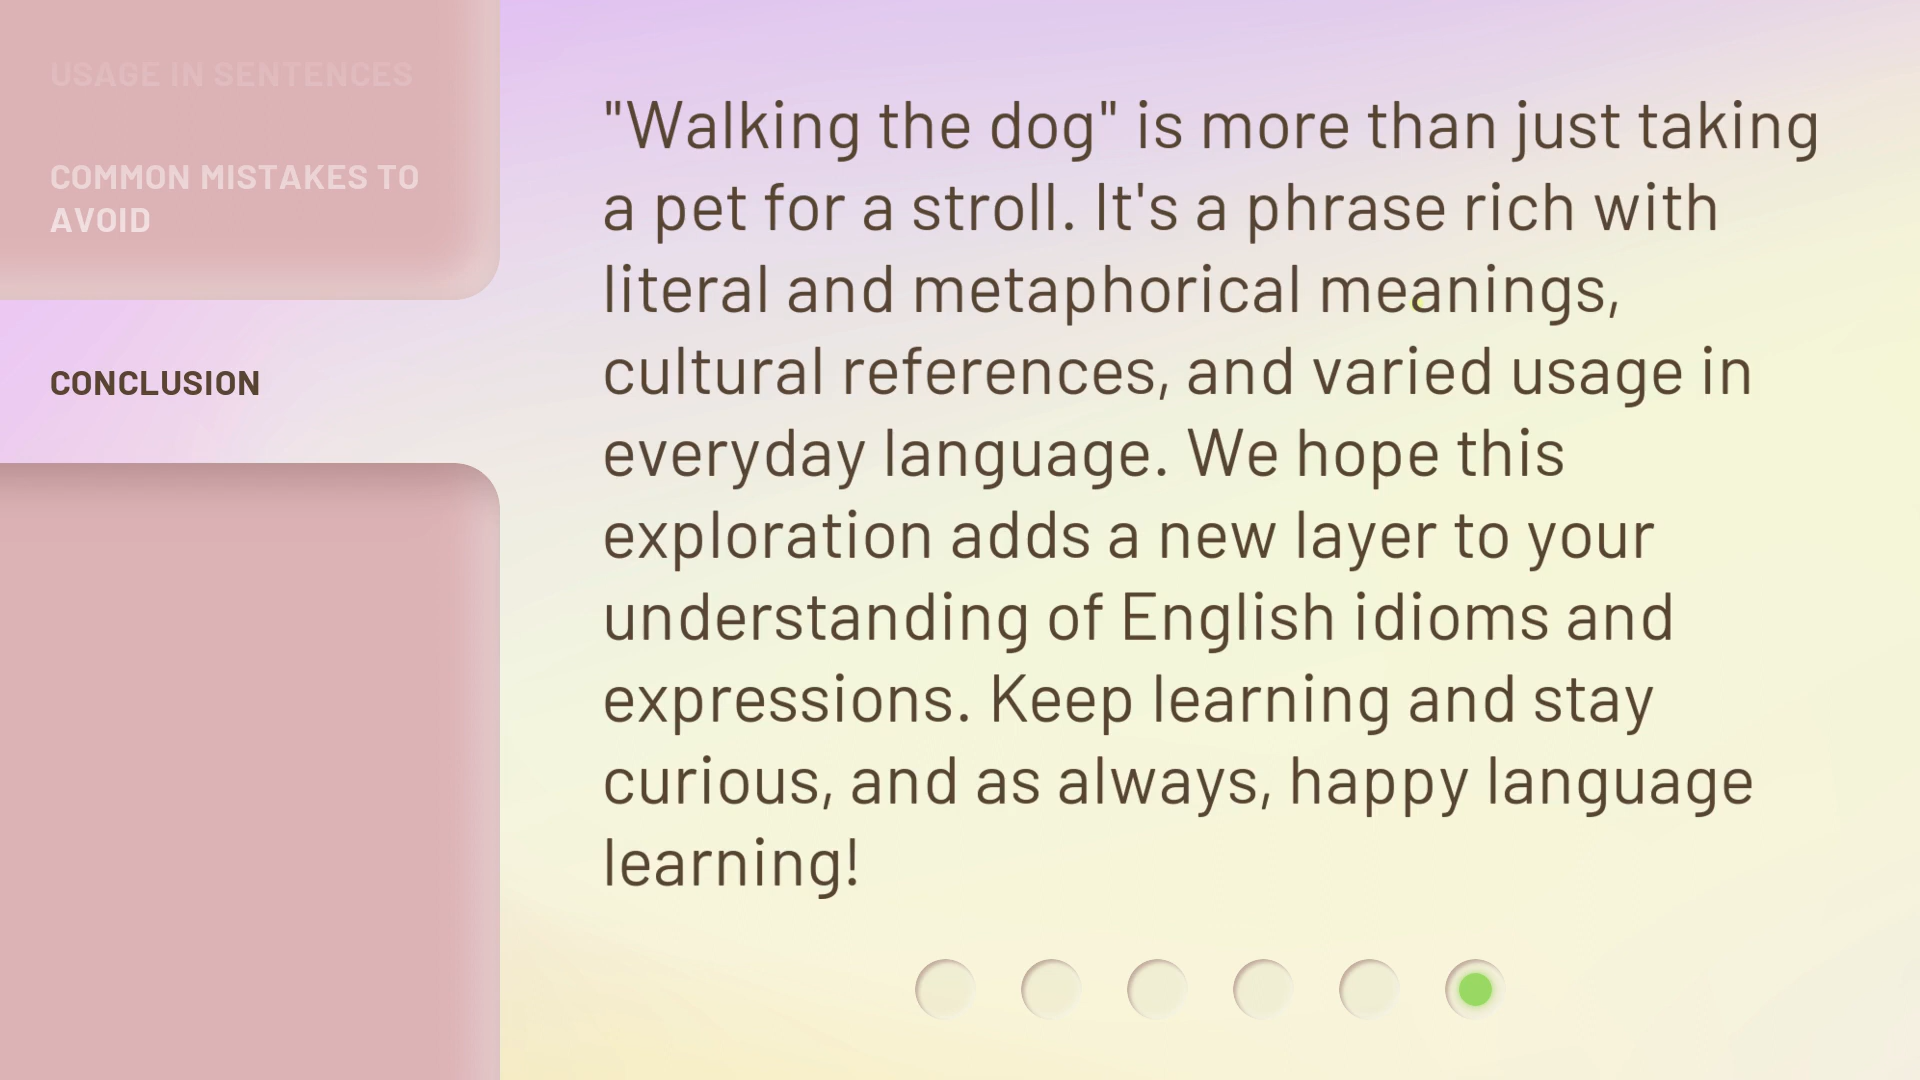 USAGE IN SENTENCES
COMMON MISTAKES TO
AVOID
CONCLUSION
"Walking the dog" is more than just taking
a pet for a stroll. It's a phrase rich with
literal and metaphorical meanings,
cultural references, and varied usage in
everyday language. We hope this
exploration adds a new layer to your
understanding of English idioms and
expressions. Keep learning and stay
curious, and as always, happy language
learning!